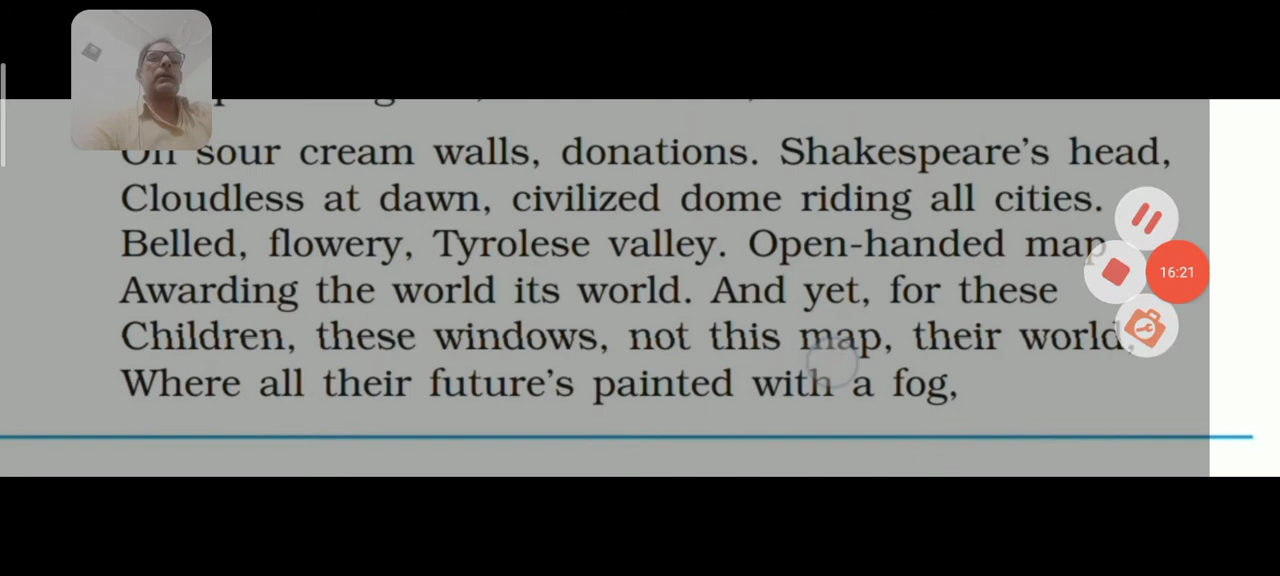 On sour cream walls, donations. Shakespeare's head,
Cloudless at dawn, civilized dome riding all cities.
Belled, flowery, Tyrolese valley. Open-handed map
Awarding the world its world. And yet, for these
Children, these windows, not this map, their world,
Where all their future's painted with a fog,
16:21